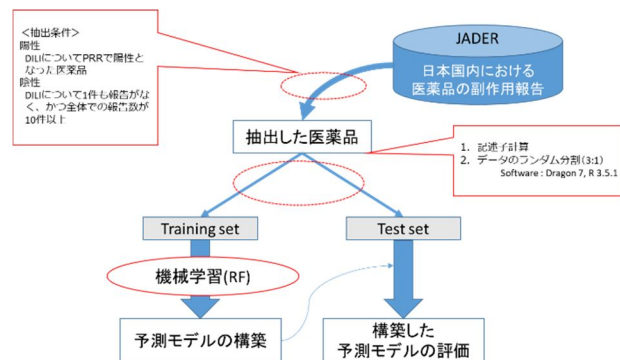 ＜抽出条件＞
陽性
DILIについてPRRで陽性と
なった医薬品
陰性
DILIについて1件も報告がな
く、かつ全体での報告数が
10件以上
JADER
日本国内における
医薬品の副作用報告
抽出した医薬品
1. 記述子計算
2. データのランダム分割(3:1)
Software : Dragon 7, R 3.5.1
Training set
Test set
機械学習(RF)
予測モデルの構築
構築した
予測モデルの評価